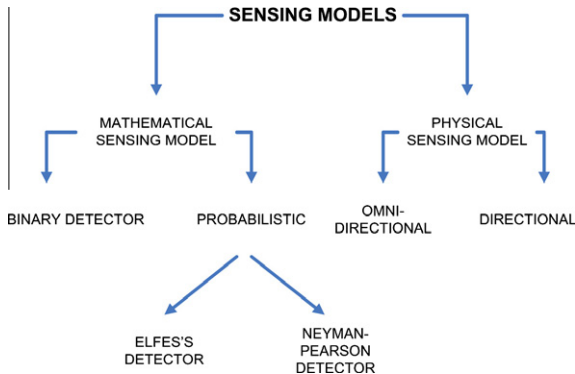 SENSING MODELS
MATHEMATICAL
SENSING MODEL
PHYSICAL
SENSING MODEL
BINARY DETECTOR
PROBABILISTIC
OMNI-
DIRECTIONAL
DIRECTIONAL
ELFES'S
DETECTOR
NEYMAN-
PEARSON
DETECTOR